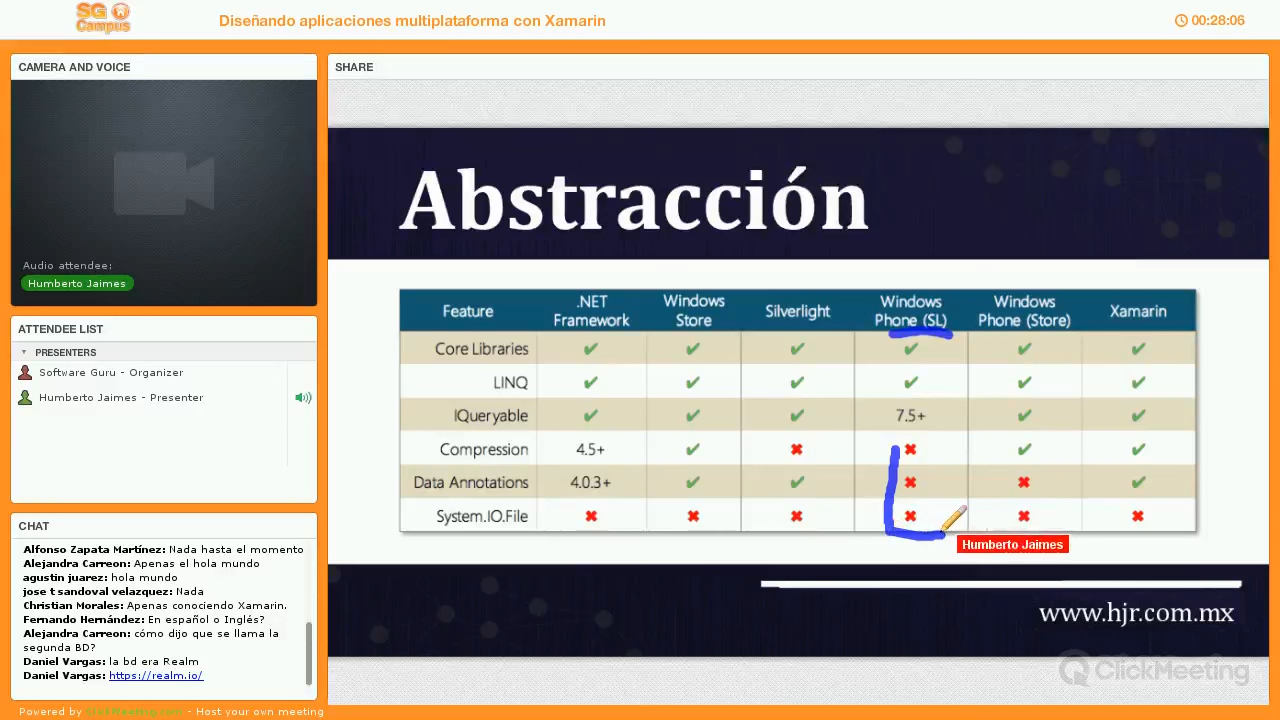 SG Campus
Diseñando aplicaciones multiplataforma con Xamarin
00:28:06
CAMERA AND VOICE
Audio attendee:
Humberto Jaimes
ATTENDEE LIST
PRESENTERS
Software Guru - Organizer
Humberto Jaimes - Presenter
CHAT
Alfonso Zapata Martínez: Nada hasta el momento
Alejandra Carreon: Apenas el hola mundo
agustin juarez: hola mundo
jose t sandoval velazquez: Nada
Christian Morales: Apenas conociendo Xamarin.
Fernando Hernández: En español o Inglés?
Alejandra Carreon: cómo dijo que se llama la
segunda BD?
Daniel Vargas: la bd era Realm
Daniel Vargas: https://realm.io/
Powered by ClickMeeting.com - Host your own meeting
SHARE
Abstracción
Feature .NET Framework Windows Store Silverlight Windows Phone (SL) Windows Phone (Store) Xamarin
Core Libraries ✔ ✔ ✔ ✔ ✔ ✔
LINQ ✔ ✔ ✔ ✔ ✔ ✔
IQueryable ✔ ✔ ✔ 7.5+ ✔ ✔
Compression 4.5+ ✔ ✖ ✖ ✔ ✔
Data Annotations 4.0.3+ ✔ ✔ ✖ ✖ ✔
System.IO.File ✖ ✖ ✖ ✖ ✖ ✖
Humberto Jaimes
www.hjr.com.mx
ClickMeeting